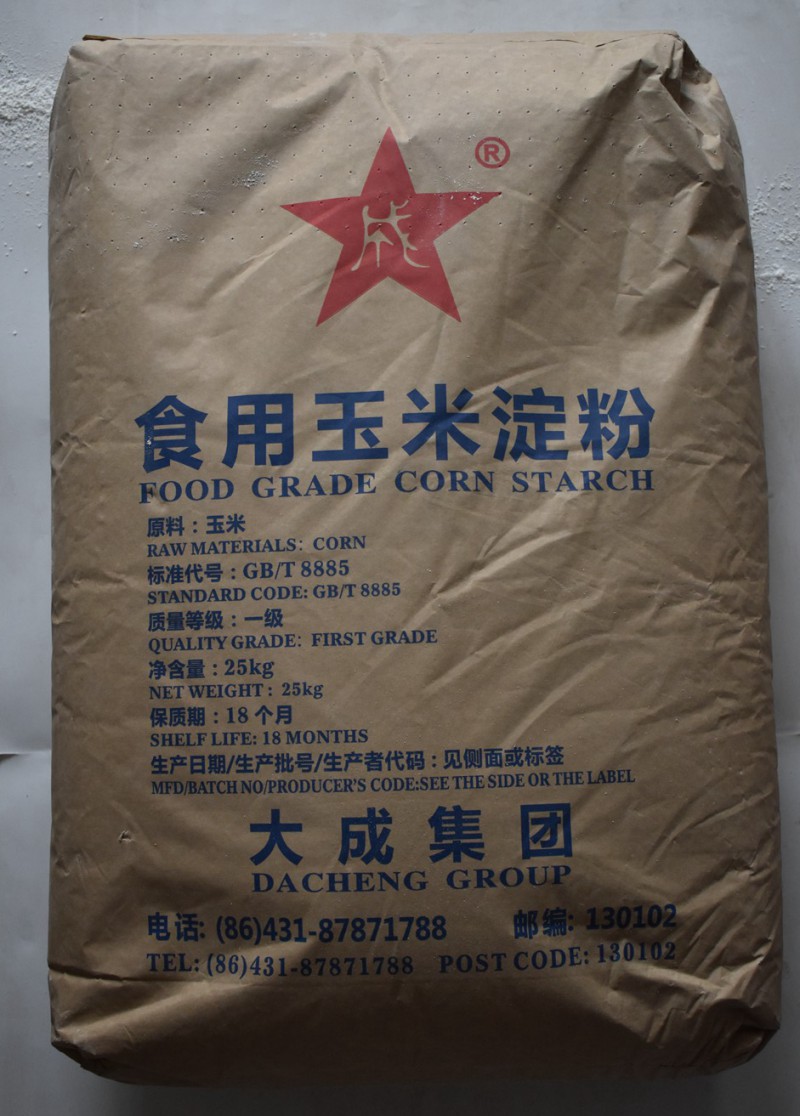 ®
成
食用玉米淀粉
FOOD GRADE CORN STARCH
原料：玉米
RAW MATERIALS: CORN
标准代号：GB/T 8885
STANDARD CODE: GB/T 8885
质量等级：一级
QUALITY GRADE: FIRST GRADE
净含量：25kg
NET WEIGHT: 25kg
保质期：18个月
SHELF LIFE: 18 MONTHS
生产日期/生产批号/生产者代码：见侧面或标签
MFD/BATCH NO/PRODUCER'S CODE:SEE THE SIDE OR THE LABEL
大成集团
DACHENG GROUP
电话: (86)431-87871788 邮编: 130102
TEL: (86)431-87871788 POST CODE: 130102